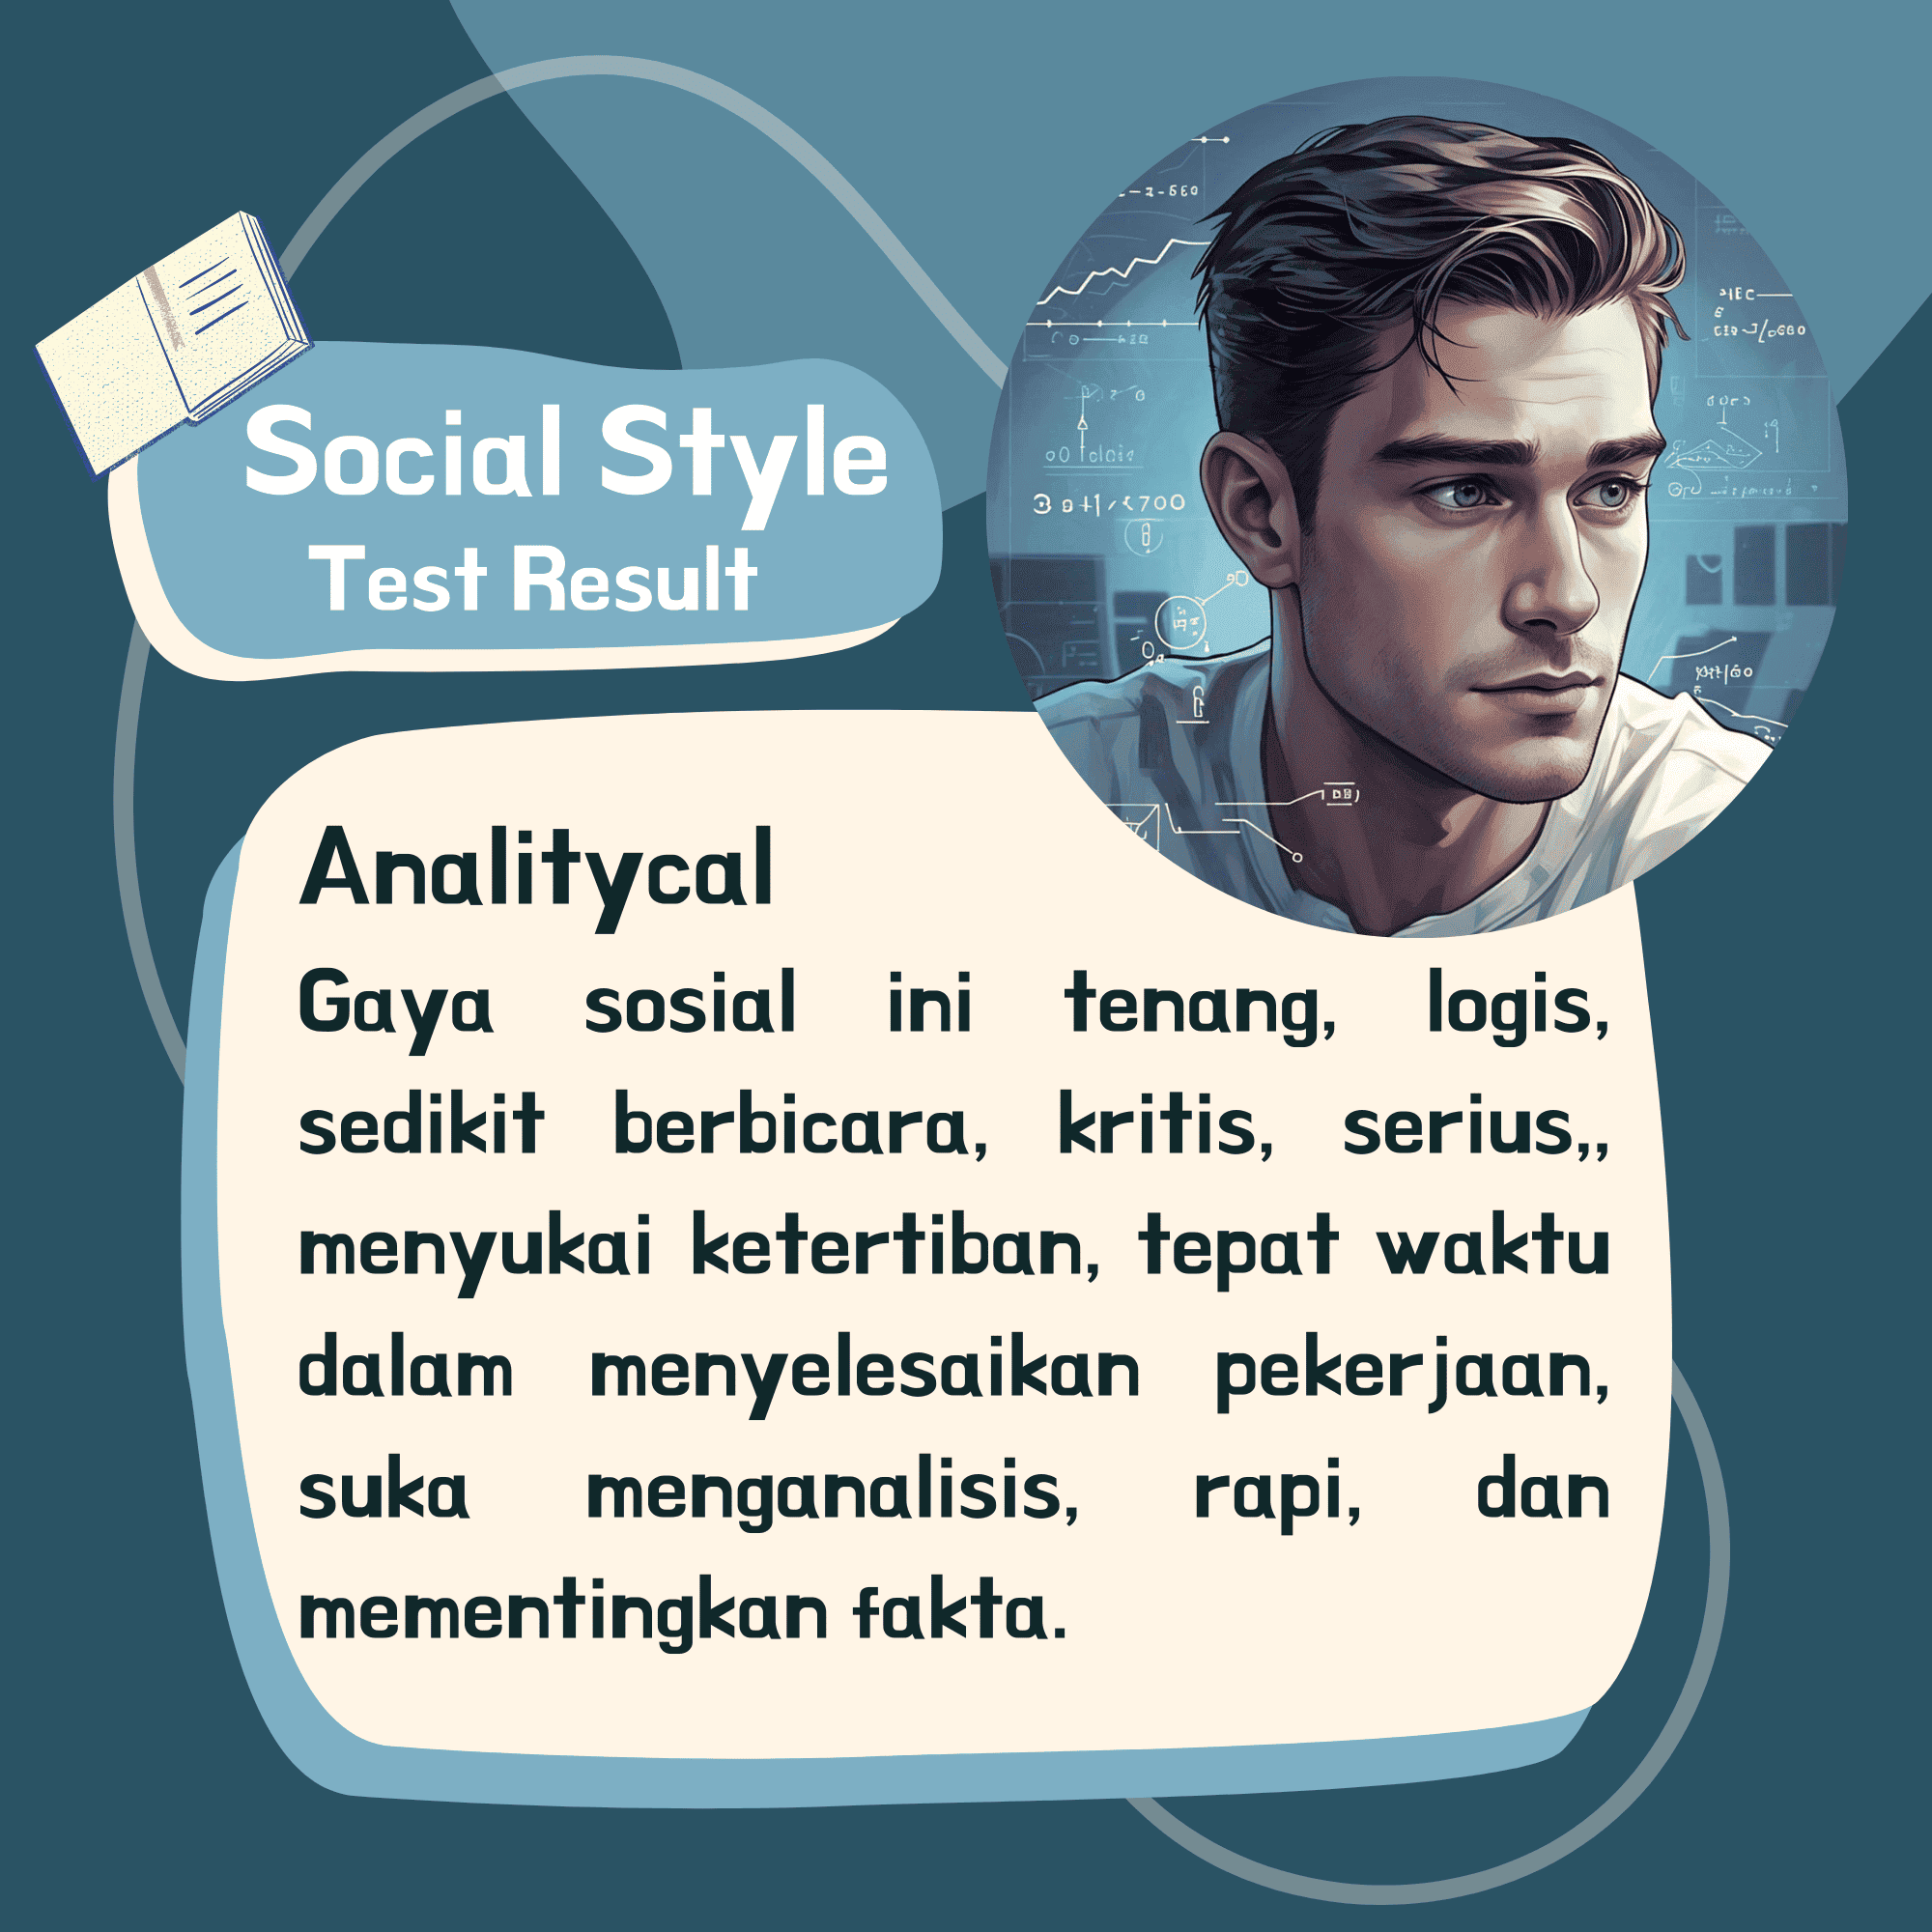 Social Style
Test Result
Analitycal
Gaya sosial ini tenang, logis,
sedikit berbicara, kritis, serius,,
menyukai ketertiban, tepat waktu
dalam menyelesaikan pekerjaan,
suka menganalisis, rapi, dan
mementingkan fakta.